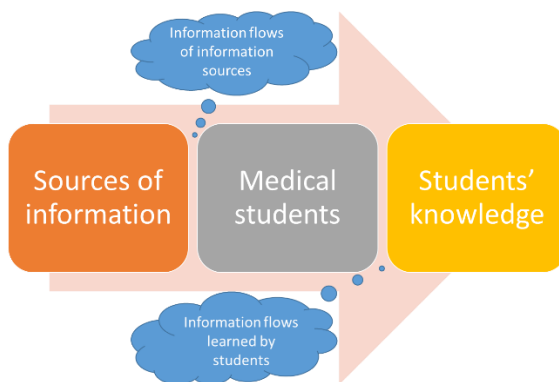 Information flows
of information
sources
Sources of
information
Medical
students
Students’
knowledge
Information flows
learned by
students